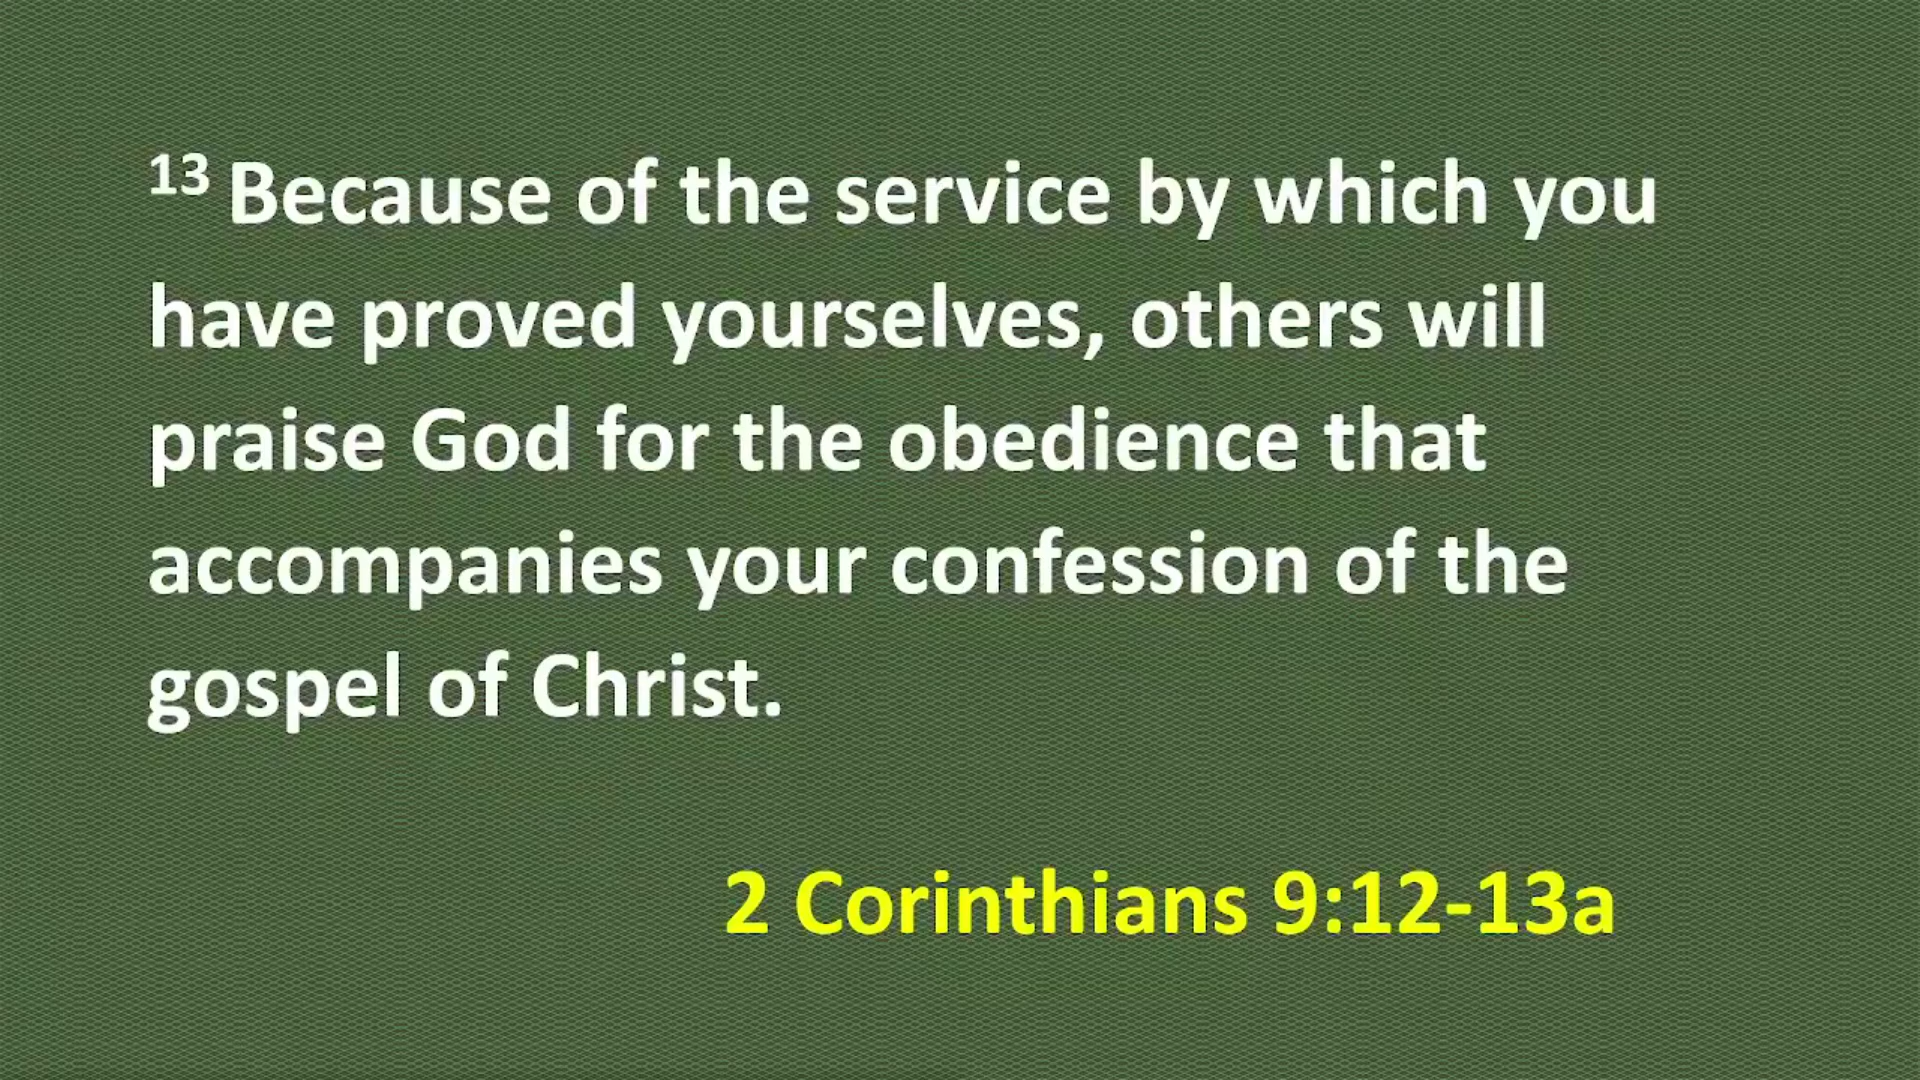 13 Because of the service by which you
have proved yourselves, others will
praise God for the obedience that
accompanies your confession of the
gospel of Christ.
2 Corinthians 9:12-13a